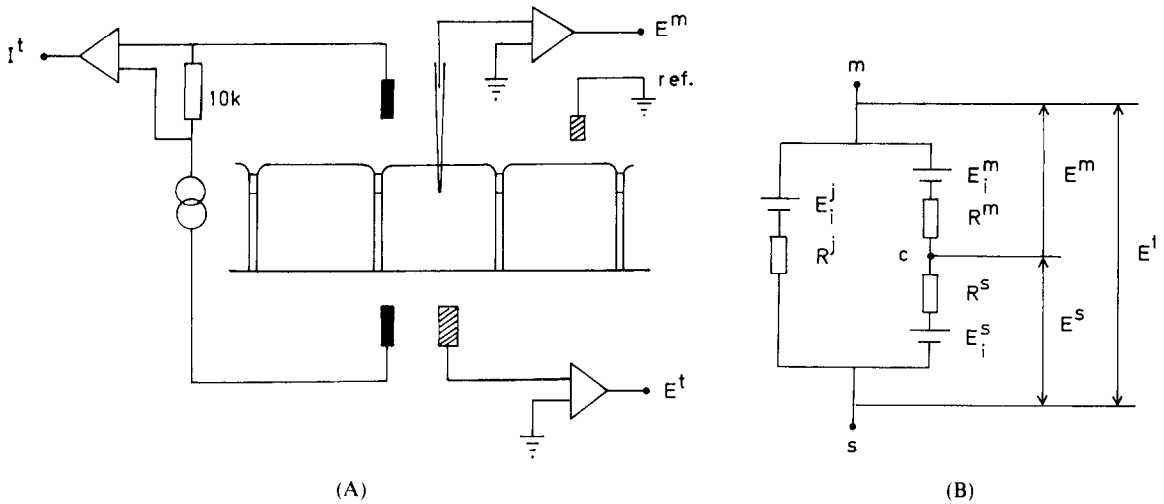 I^t
10k
E^m
ref.
E^t
(A)
m
E_i^j
R^j
E_i^m
R^m
c
R^s
E_i^s
s
E^m
E^s
E^t
(B)